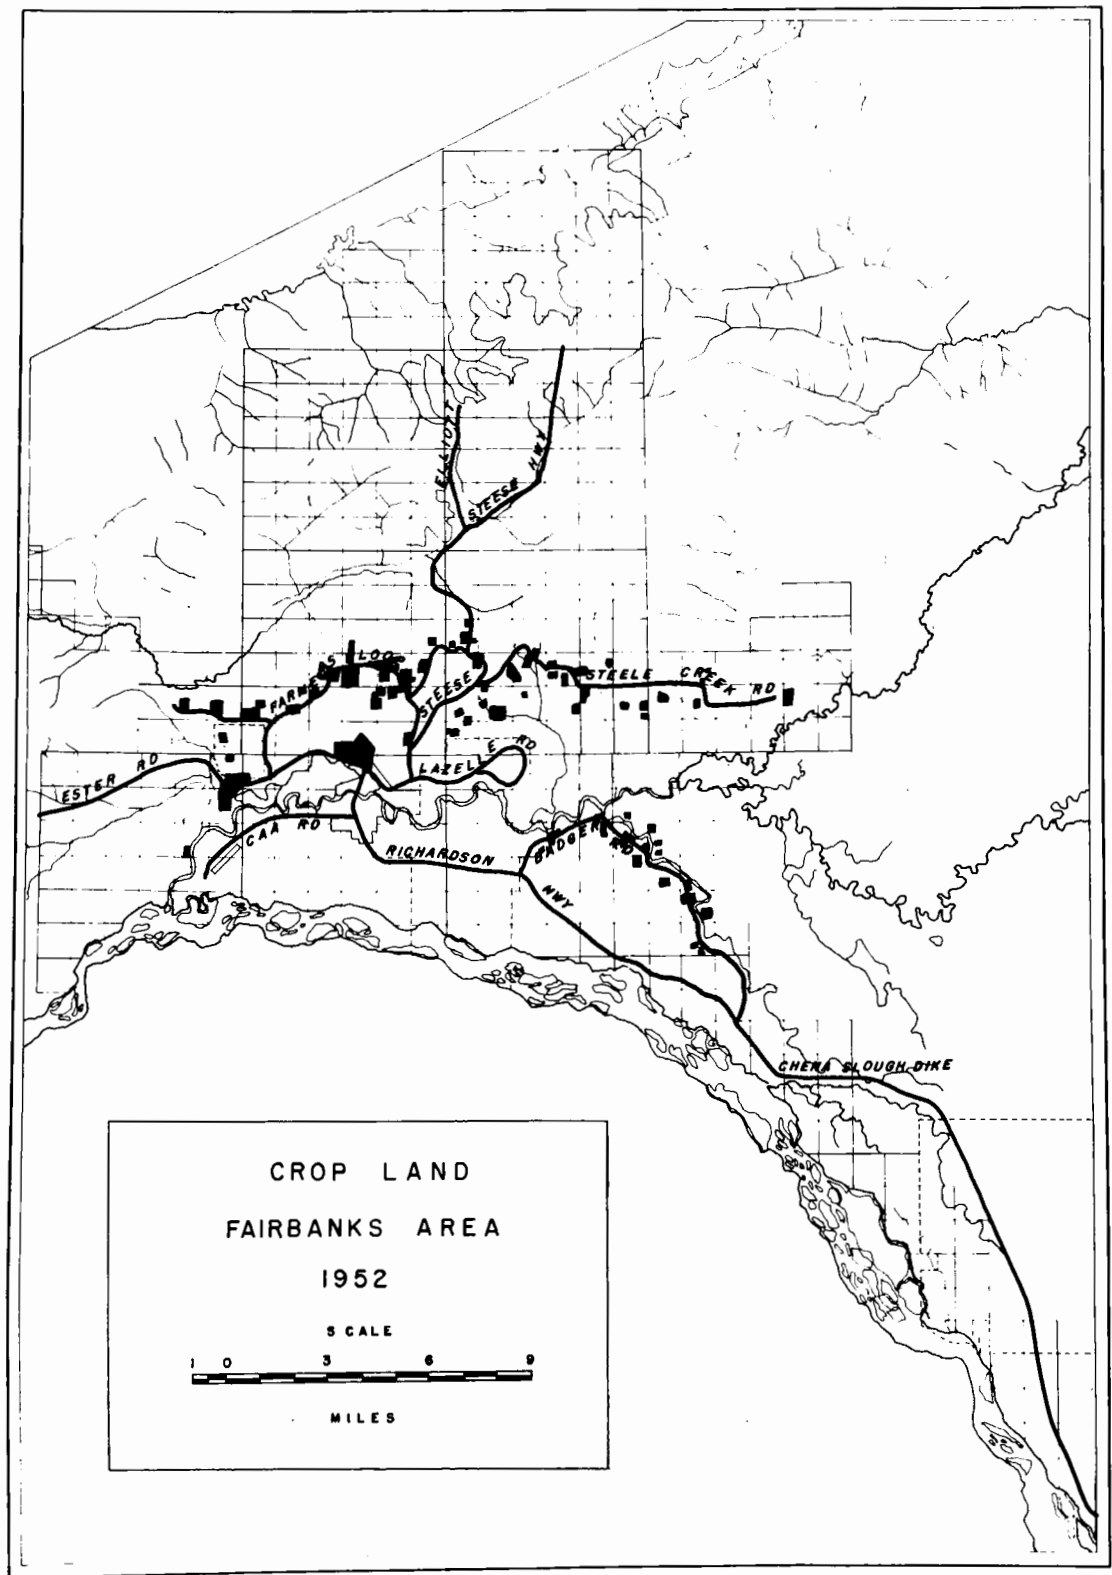 ELLIOTT
STEESE HWY
FARMERS LOOP
STEESE
STEELE CREEK RD
ESTER RD
LAZELLE RD
CAA RD
RICHARDSON
HWY
BADGER RD
CHENA SLOUGH DIKE
CROP LAND
FAIRBANKS AREA
1952
SCALE
1 0 3 6 9
MILES